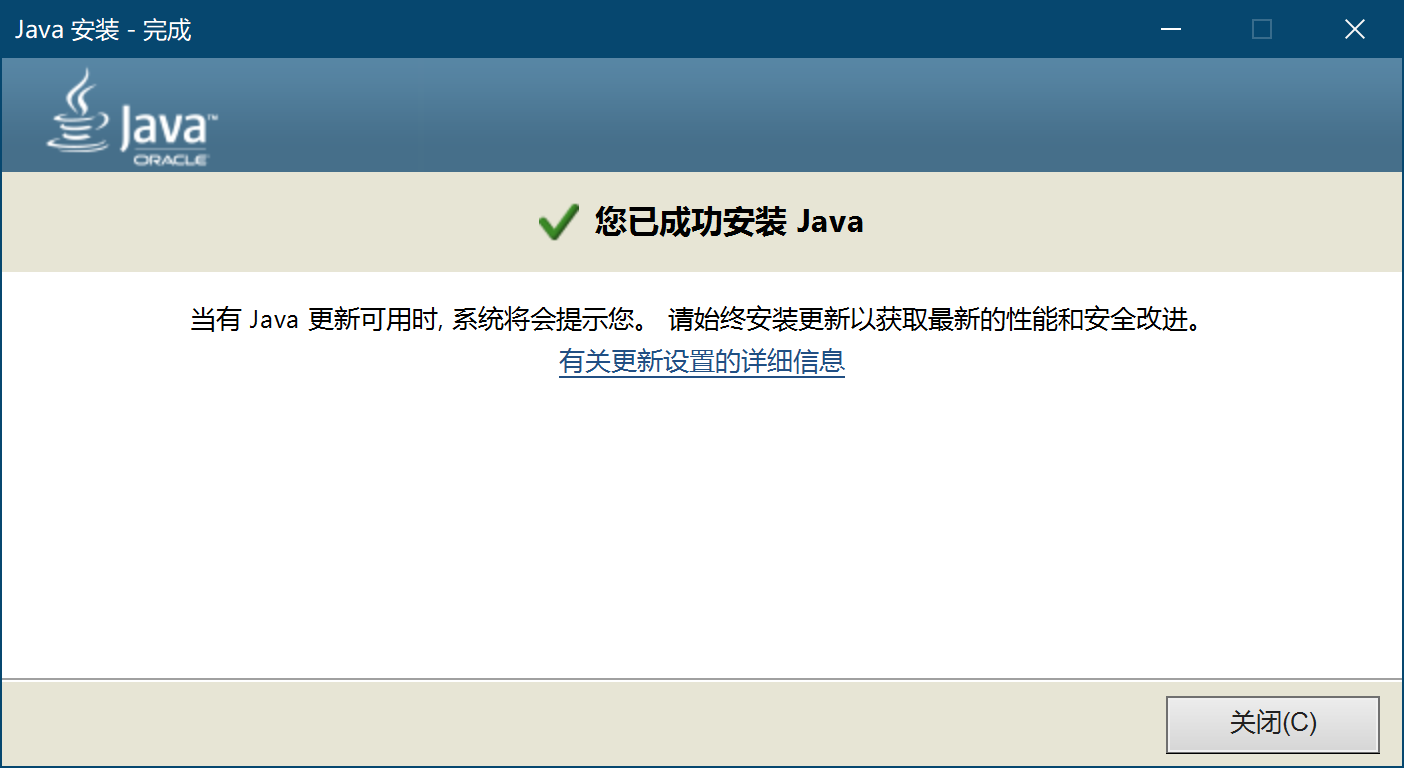 Java 安装 - 完成
Java™
ORACLE
您已成功安装 Java
当有 Java 更新可用时, 系统将会提示您。 请始终安装更新以获取最新的性能和安全改进。
有关更新设置的详细信息
关闭(C)